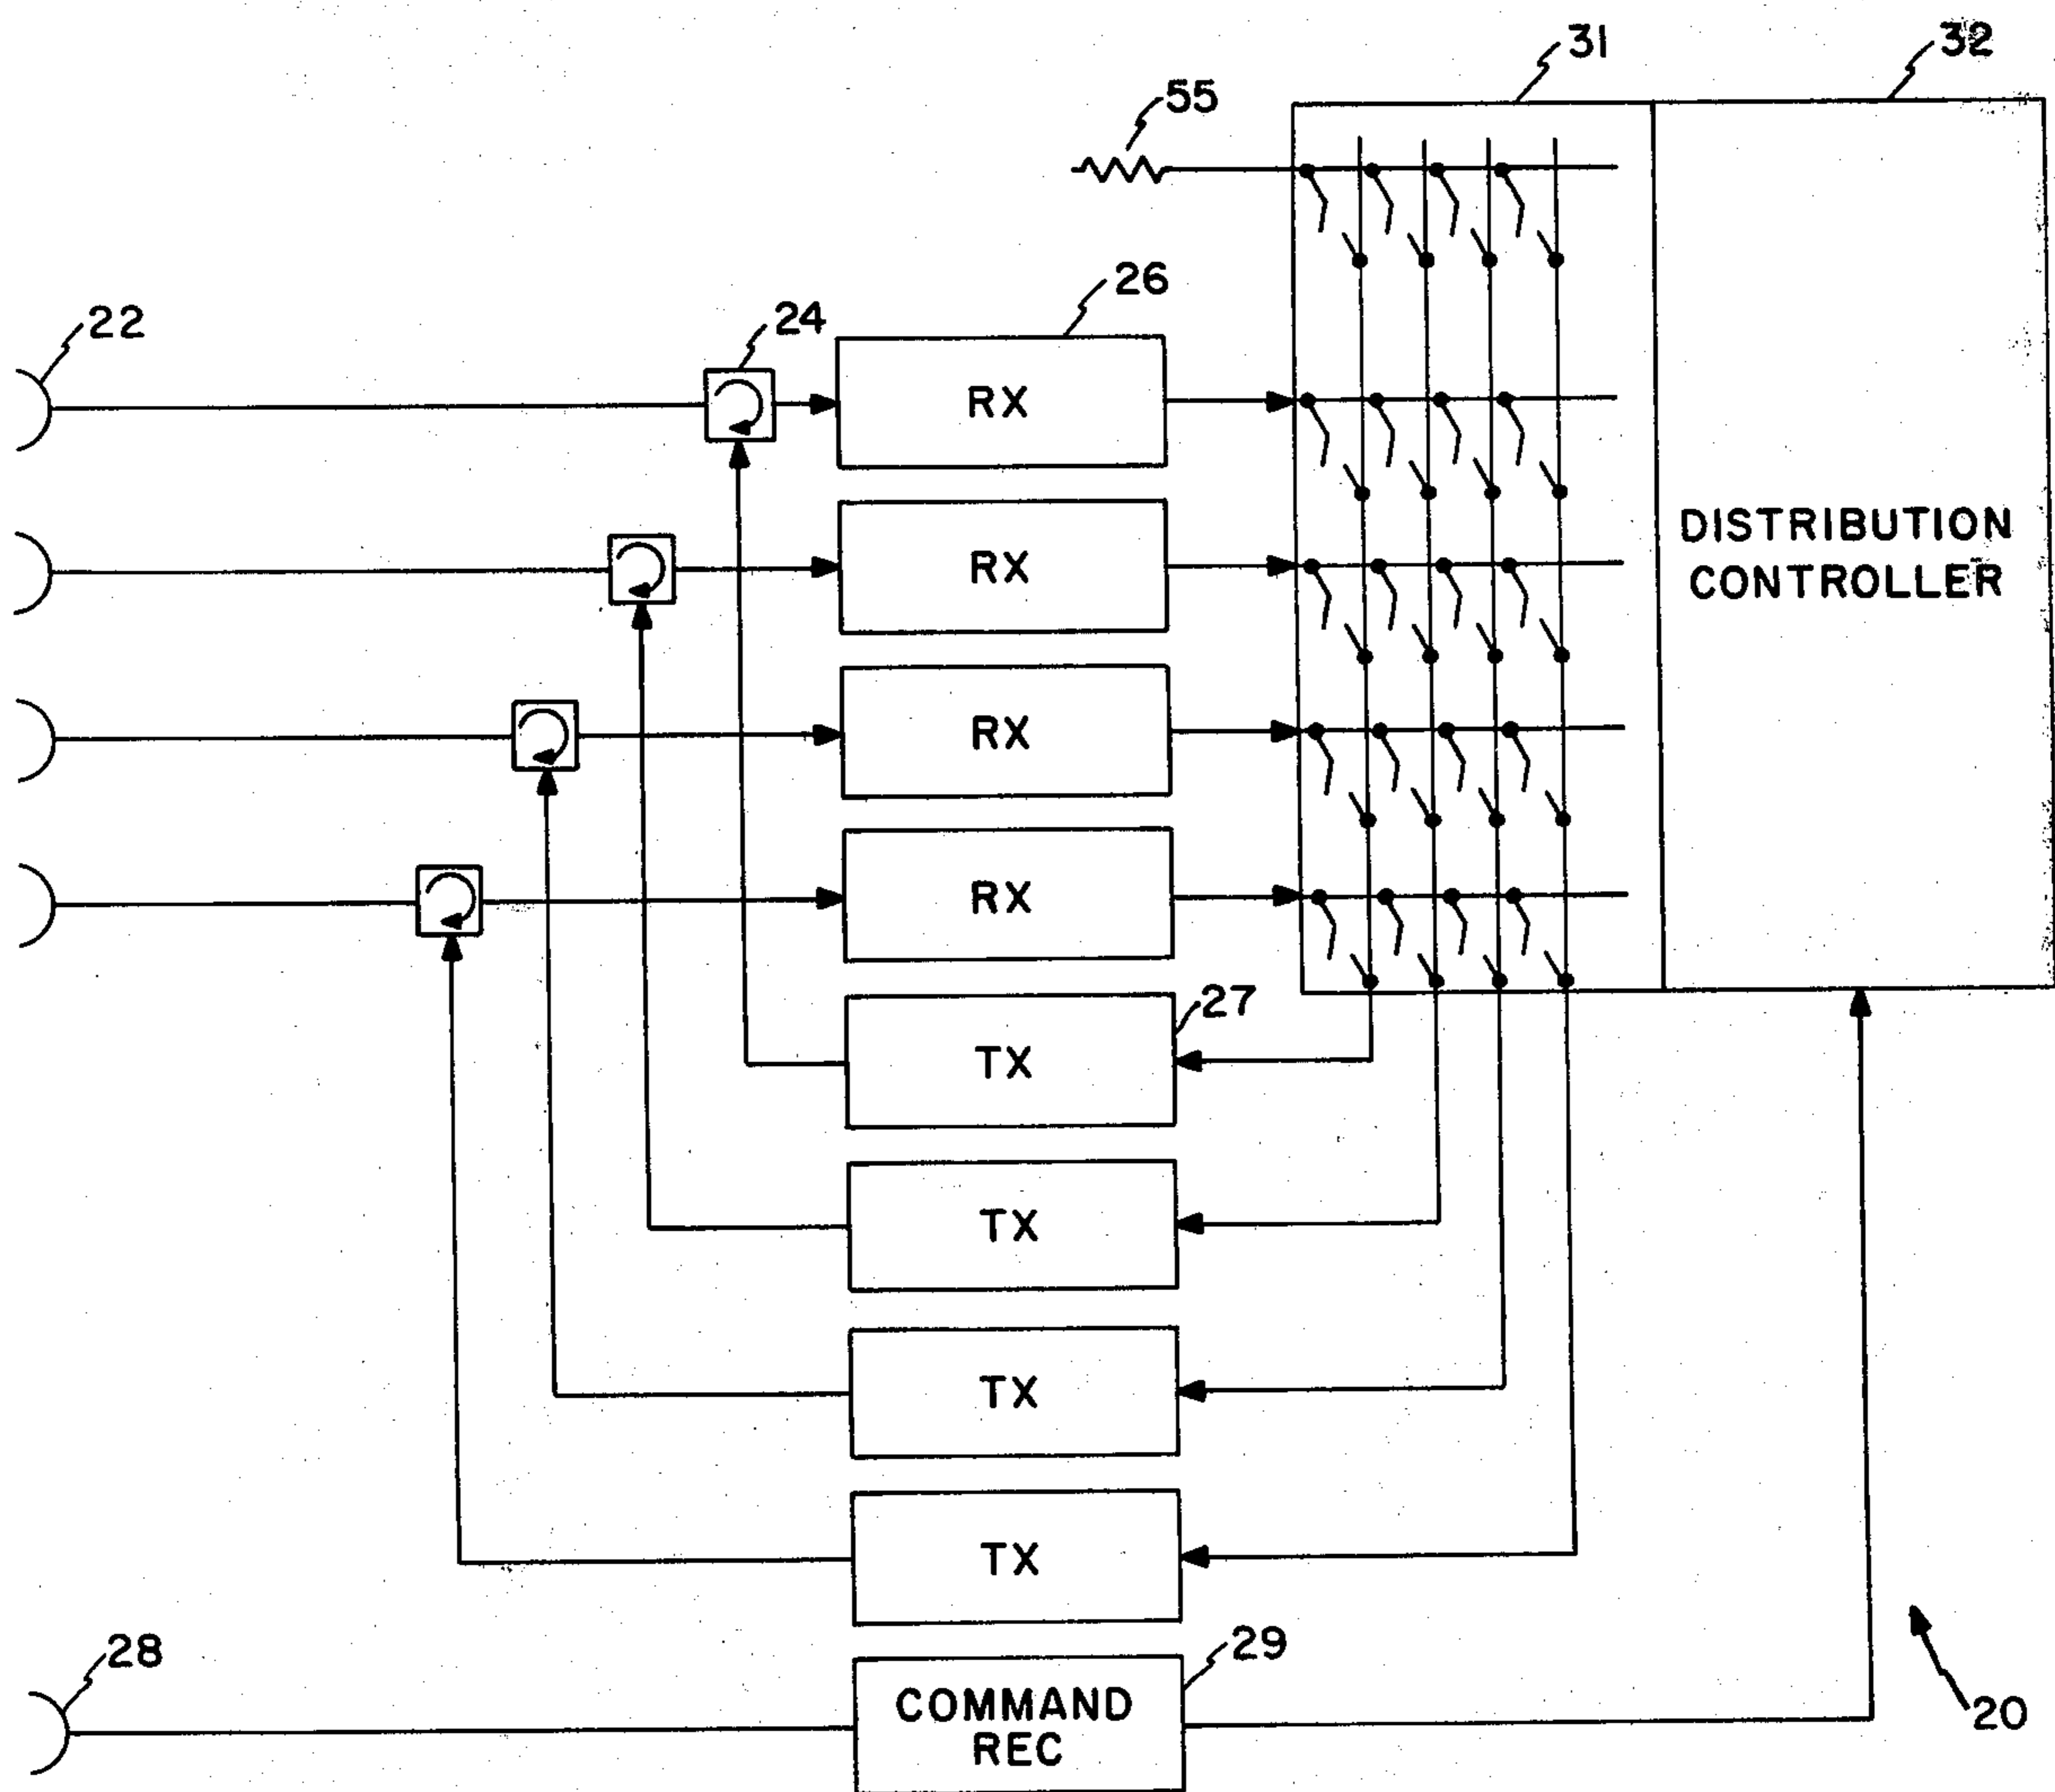 31
32
55
26
22
24
RX
DISTRIBUTION
CONTROLLER
RX
RX
RX
27
TX
TX
TX
TX
28
29
COMMAND
REC
20